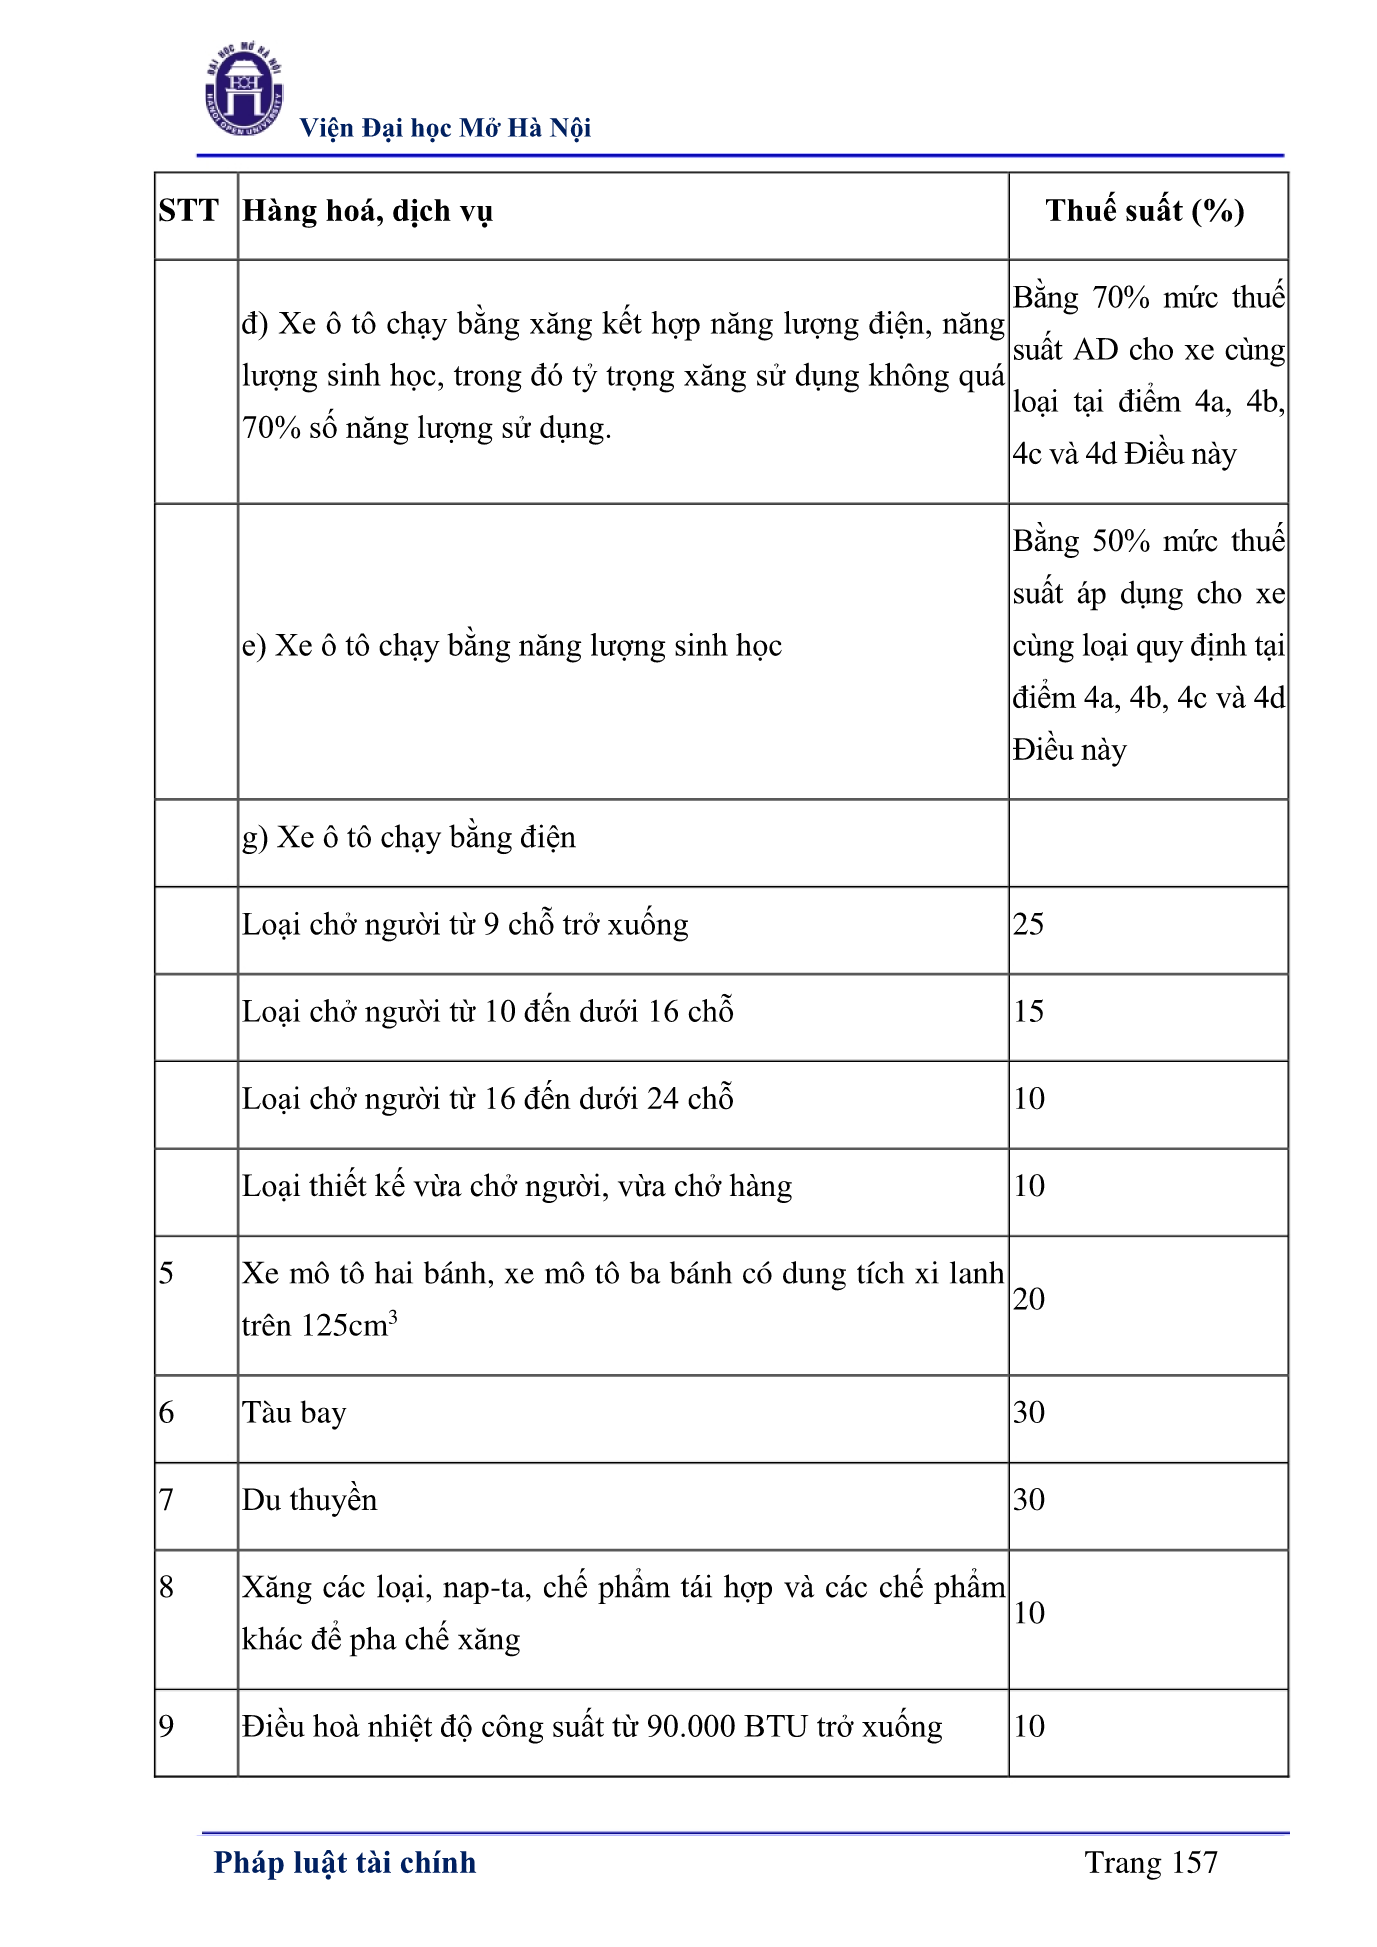 ĐẠI HỌC MỞ HÀ NỘI
HANOI OPEN UNIVERSITY
Viện Đại học Mở Hà Nội
STT Hàng hoá, dịch vụ Thuế suất (%)
đ) Xe ô tô chạy bằng xăng kết hợp năng lượng điện, năng
lượng sinh học, trong đó tỷ trọng xăng sử dụng không quá
70% số năng lượng sử dụng.
Bằng 70% mức thuế
suất AD cho xe cùng
loại tại điểm 4a, 4b,
4c và 4d Điều này
e) Xe ô tô chạy bằng năng lượng sinh học
Bằng 50% mức thuế
suất áp dụng cho xe
cùng loại quy định tại
điểm 4a, 4b, 4c và 4d
Điều này
g) Xe ô tô chạy bằng điện
Loại chở người từ 9 chỗ trở xuống 25
Loại chở người từ 10 đến dưới 16 chỗ 15
Loại chở người từ 16 đến dưới 24 chỗ 10
Loại thiết kế vừa chở người, vừa chở hàng 10
5 Xe mô tô hai bánh, xe mô tô ba bánh có dung tích xi lanh
trên 125cm³
20
6 Tàu bay 30
7 Du thuyền 30
8 Xăng các loại, nap-ta, chế phẩm tái hợp và các chế phẩm
khác để pha chế xăng
10
9 Điều hoà nhiệt độ công suất từ 90.000 BTU trở xuống 10
Pháp luật tài chính Trang 157